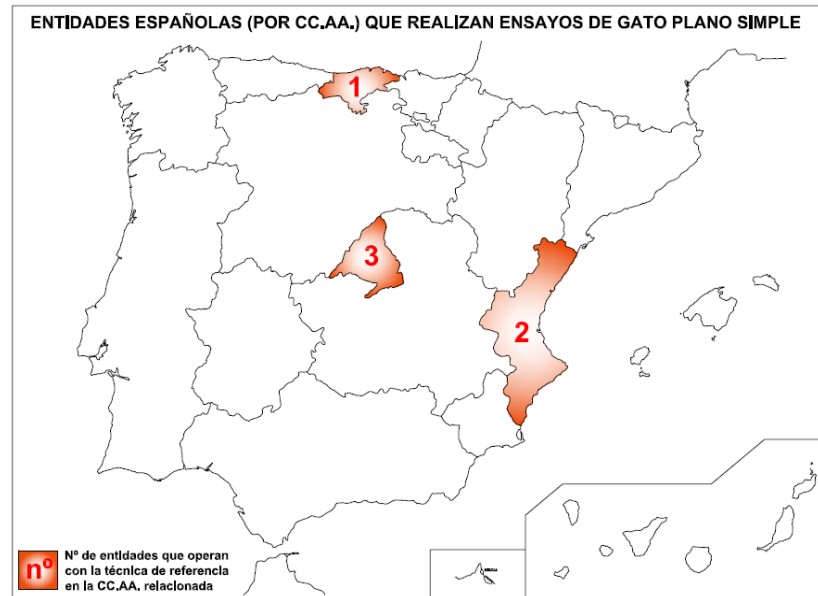 ENTIDADES ESPAÑOLAS (POR CC.AA.) QUE REALIZAN ENSAYOS DE GATO PLANO SIMPLE
1
3
2
nº
Nº de entidades que operan
con la técnica de referencia
en la CC.AA. relacionada